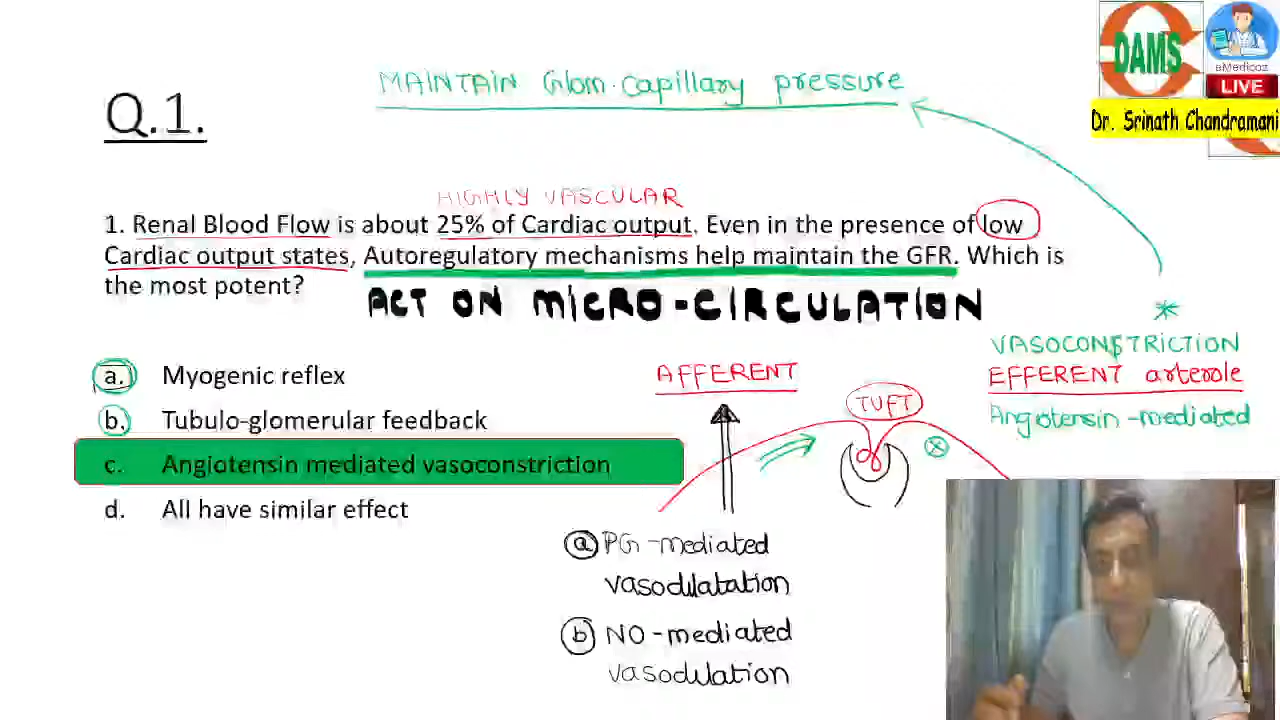 MAINTAIN Glom. Capillary pressure
DAMS
eMedicoz
LIVE
Dr. Srinath Chandramani
Q.1.
HIGHLY VASCULAR
1. Renal Blood Flow is about 25% of Cardiac output. Even in the presence of low
Cardiac output states, Autoregulatory mechanisms help maintain the GFR. Which is
the most potent?
ACT ON MICRO-CIRCULATION
a. Myogenic reflex
b. Tubulo-glomerular feedback
c. Angiotensin mediated vasoconstriction
d. All have similar effect
AFFERENT
TUFT
*
VASOCONSTRICTION
EFFERENT arterole
Angiotensin-mediated
a PG-mediated
vasodilatation
b NO-mediated
vasodilation